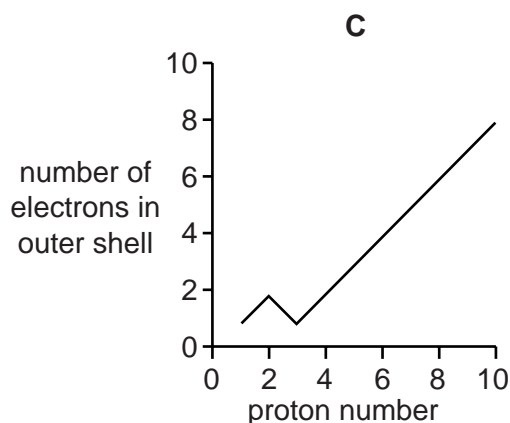 C
10
8
number of
electrons in
outer shell
6
4
2
0
0 2 4 6 8 10
proton number